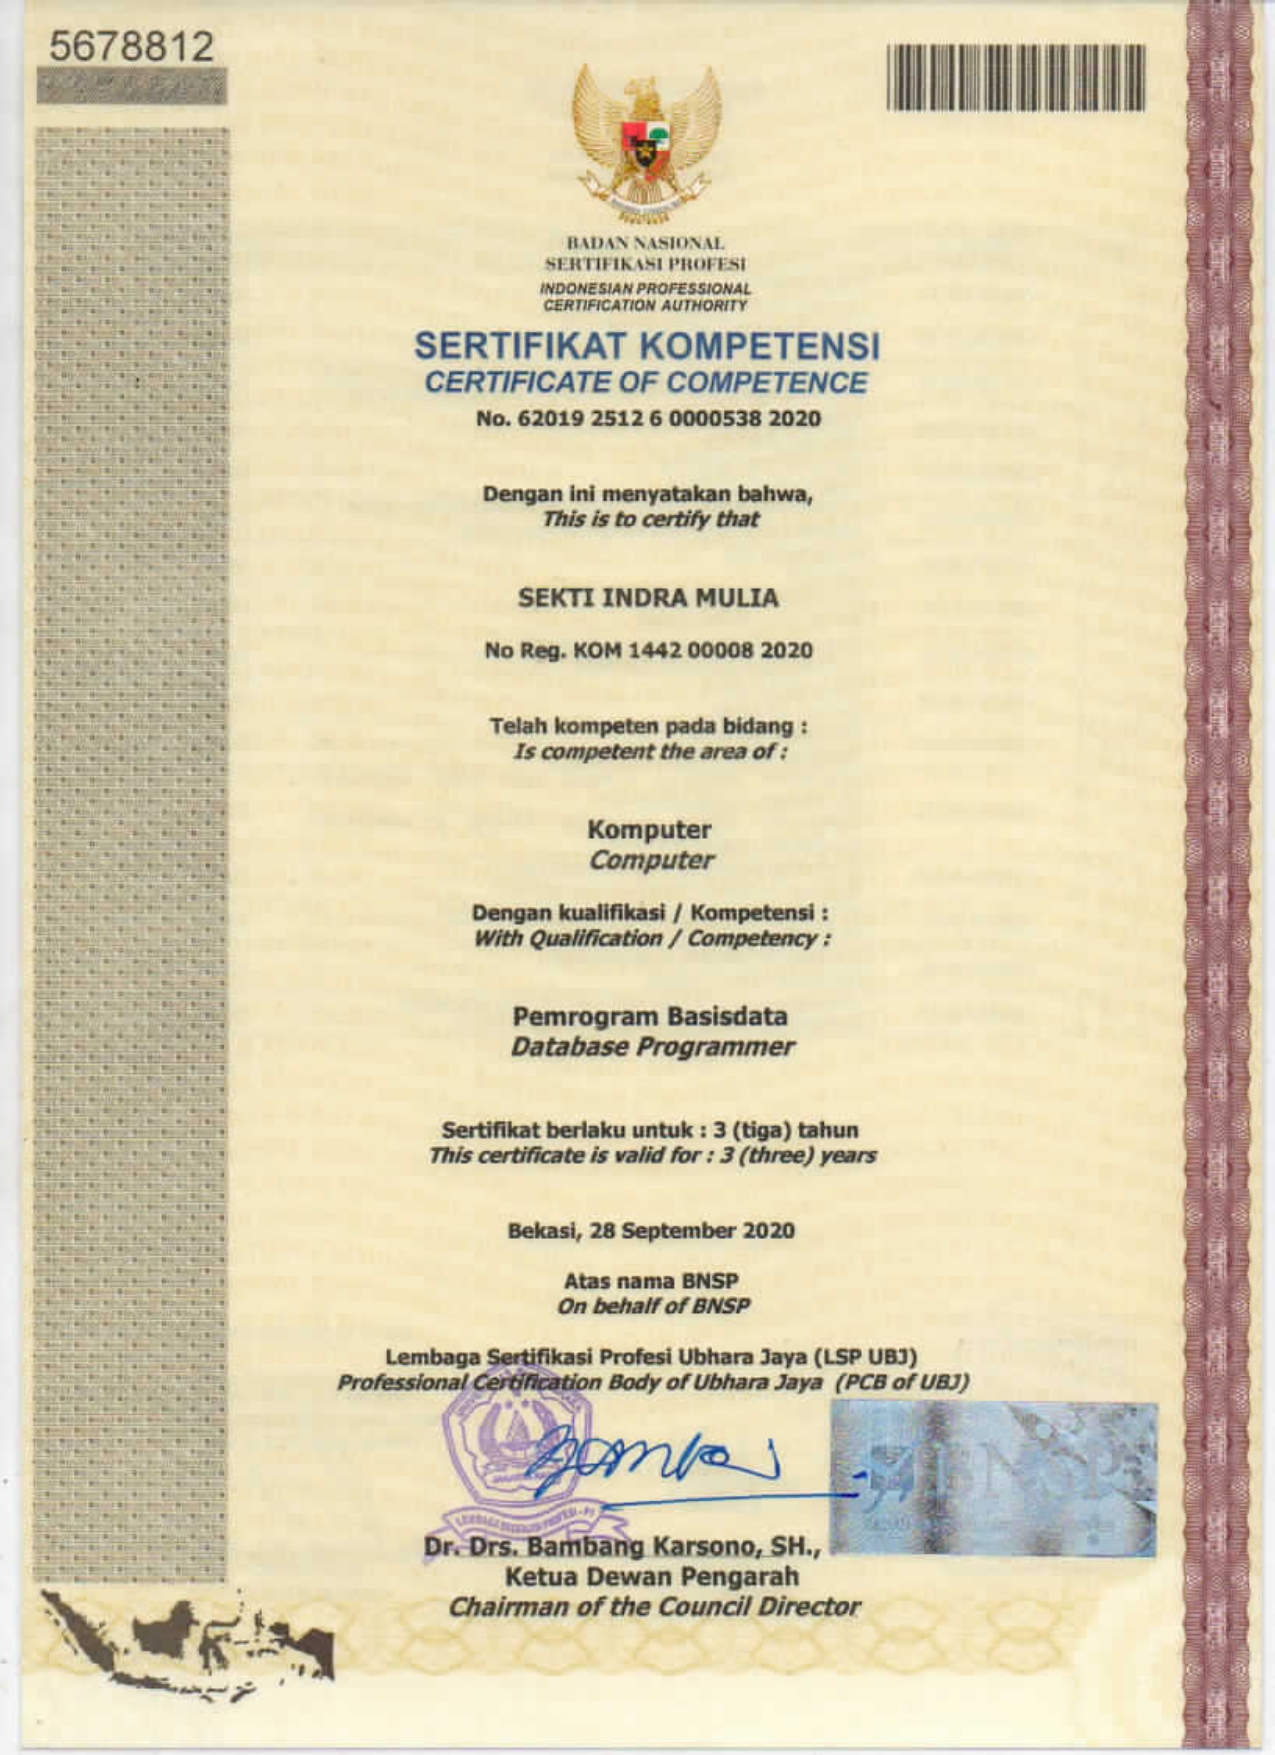 5678812
BADAN NASIONAL
SERTIFIKASI PROFESI
INDONESIAN PROFESSIONAL
CERTIFICATION AUTHORITY
SERTIFIKAT KOMPETENSI
CERTIFICATE OF COMPETENCE
No. 62019 2512 6 0000538 2020
Dengan ini menyatakan bahwa,
This is to certify that
SEKTI INDRA MULIA
No Reg. KOM 1442 00008 2020
Telah kompeten pada bidang :
Is competent the area of :
Komputer
Computer
Dengan kualifikasi / Kompetensi :
With Qualification / Competency :
Pemrogram Basisdata
Database Programmer
Sertifikat berlaku untuk : 3 (tiga) tahun
This certificate is valid for : 3 (three) years
Bekasi, 28 September 2020
Atas nama BNSP
On behalf of BNSP
Lembaga Sertifikasi Profesi Ubhara Jaya (LSP UBJ)
Professional Certification Body of Ubhara Jaya (PCB of UBJ)
BNSP
Dr. Drs. Bambang Karsono, SH.,
Ketua Dewan Pengarah
Chairman of the Council Director